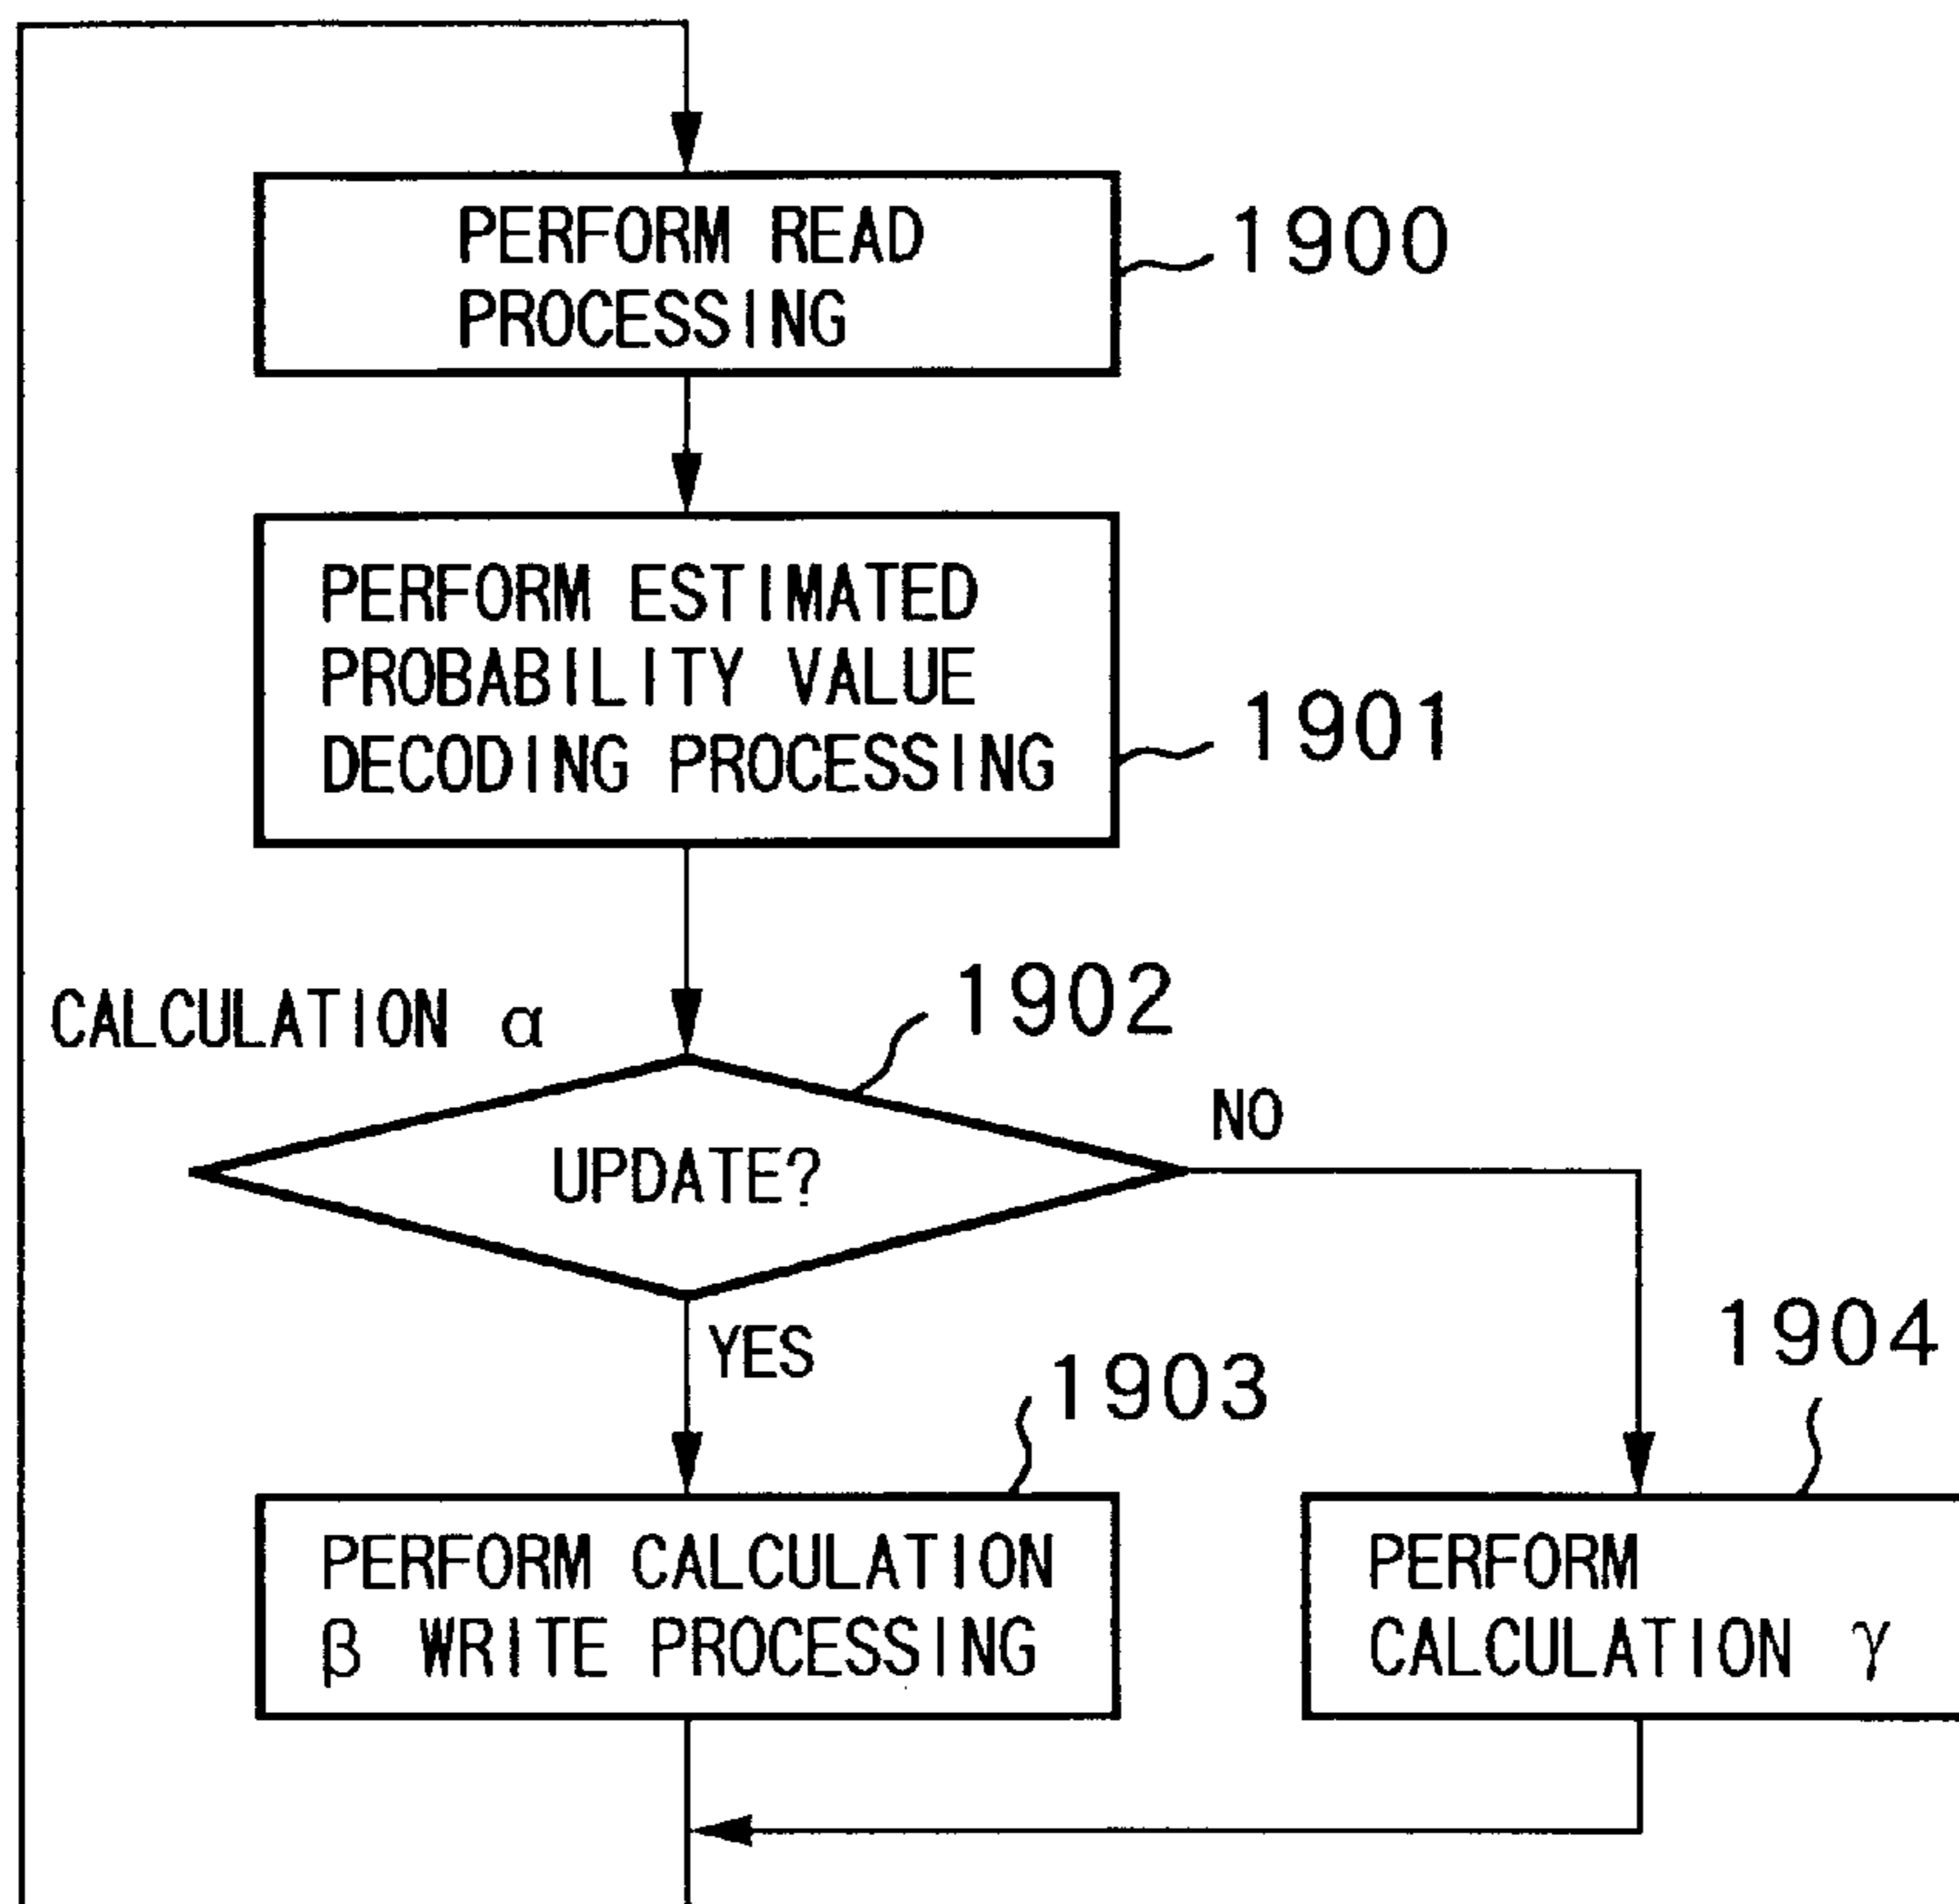 PERFORM READ
PROCESSING
1900
PERFORM ESTIMATED
PROBABILITY VALUE
DECODING PROCESSING
1901
CALCULATION α
1902
UPDATE?
NO
YES
1903
1904
PERFORM CALCULATION
β WRITE PROCESSING
PERFORM
CALCULATION γ